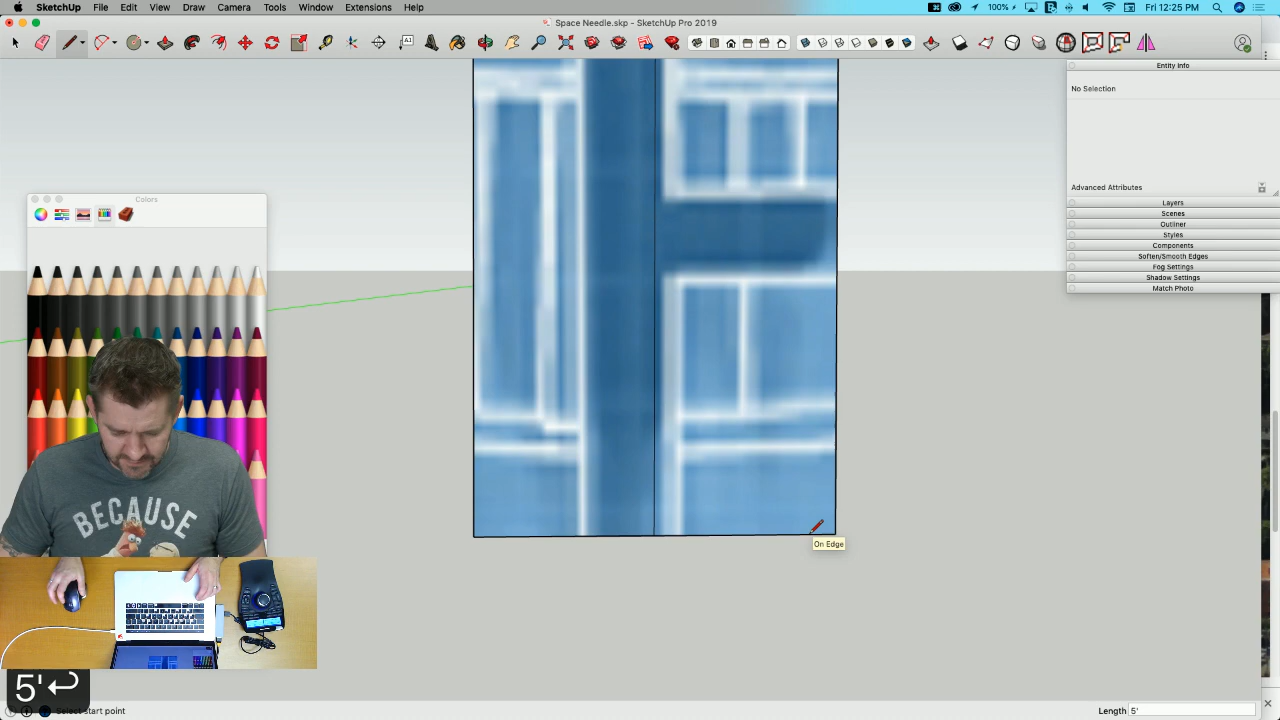 SketchUp File Edit View Draw Camera Tools Window Extensions Help
100% Fri 12:25 PM
Space Needle.skp - SketchUp Pro 2019
Entity Info
No Selection
Advanced Attributes
Layers
Scenes
Outliner
Styles
Components
Soften/Smooth Edges
Fog Settings
Shadow Settings
Match Photo
Colors
BECAUSE
On Edge
5'↩
Select start point
Length 5'